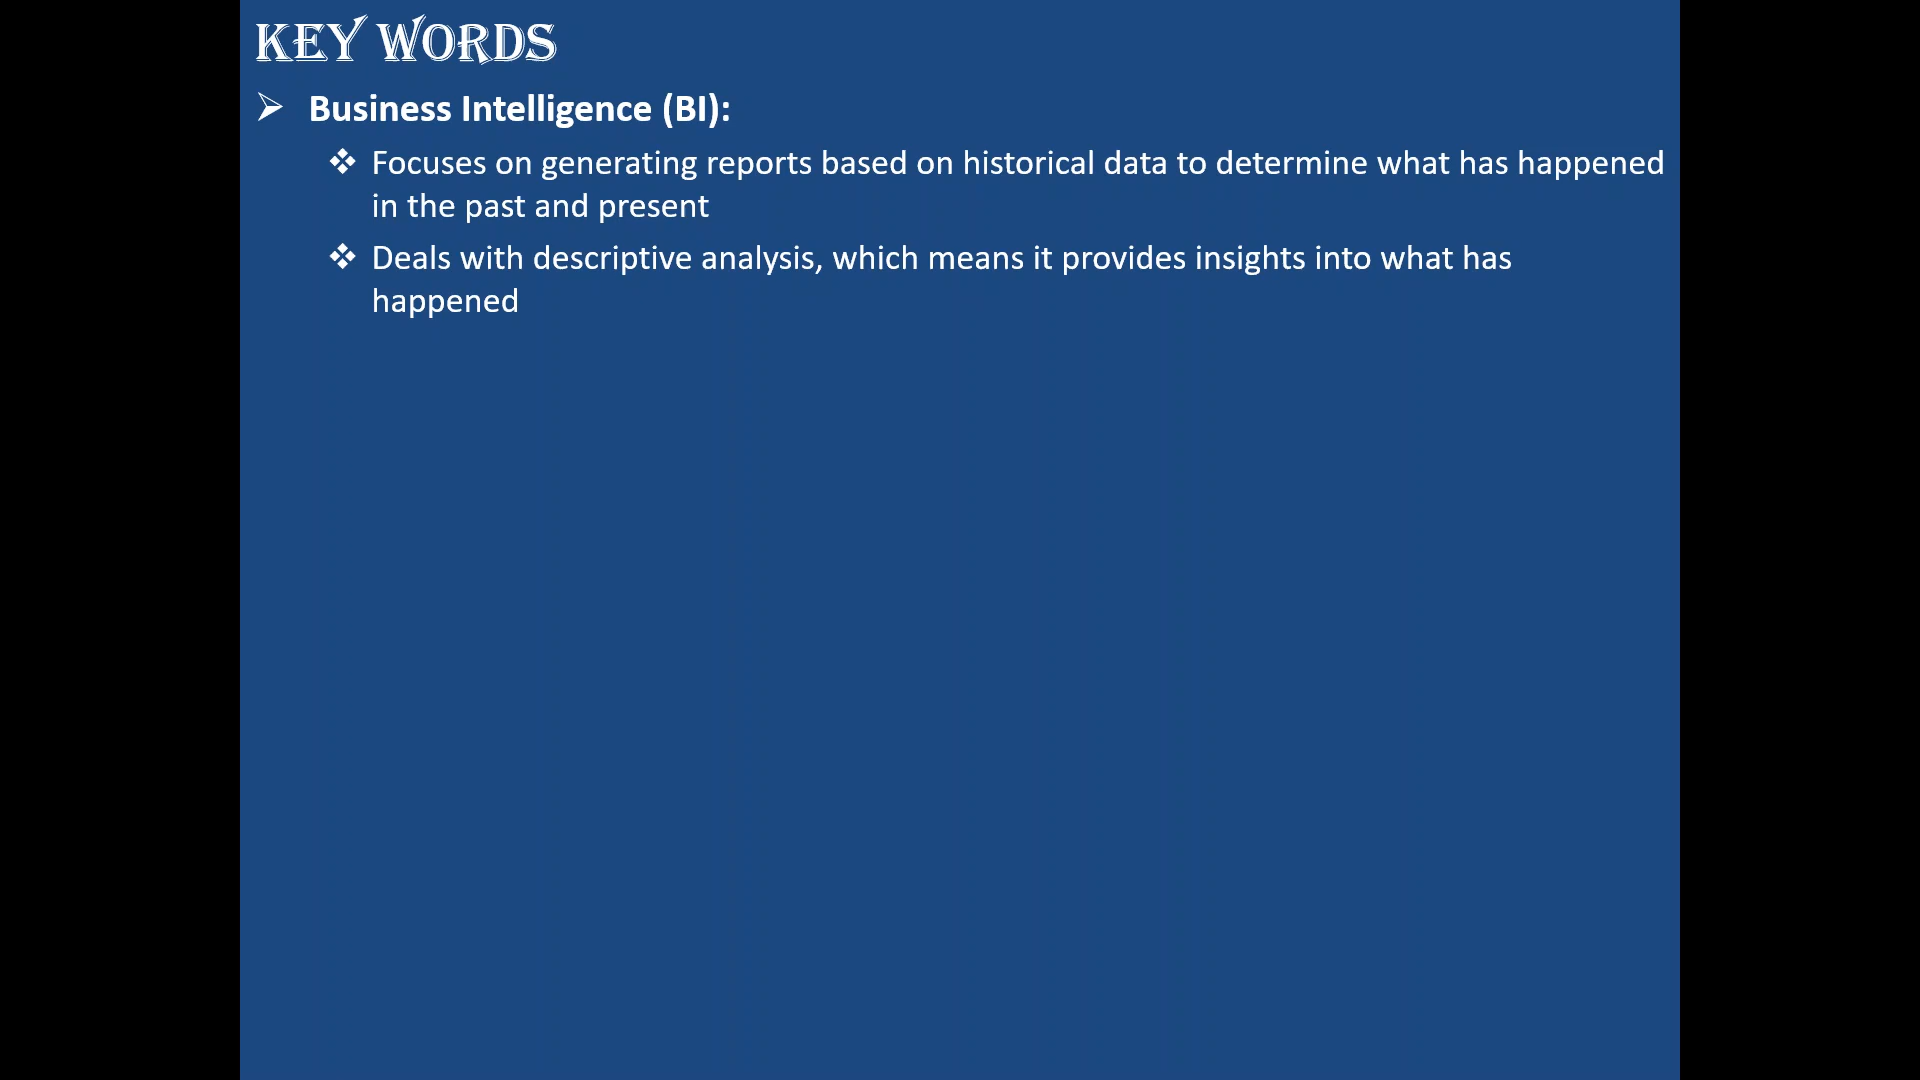 KEY WORDS
➢ Business Intelligence (BI):
❖ Focuses on generating reports based on historical data to determine what has happened
in the past and present
❖ Deals with descriptive analysis, which means it provides insights into what has
happened